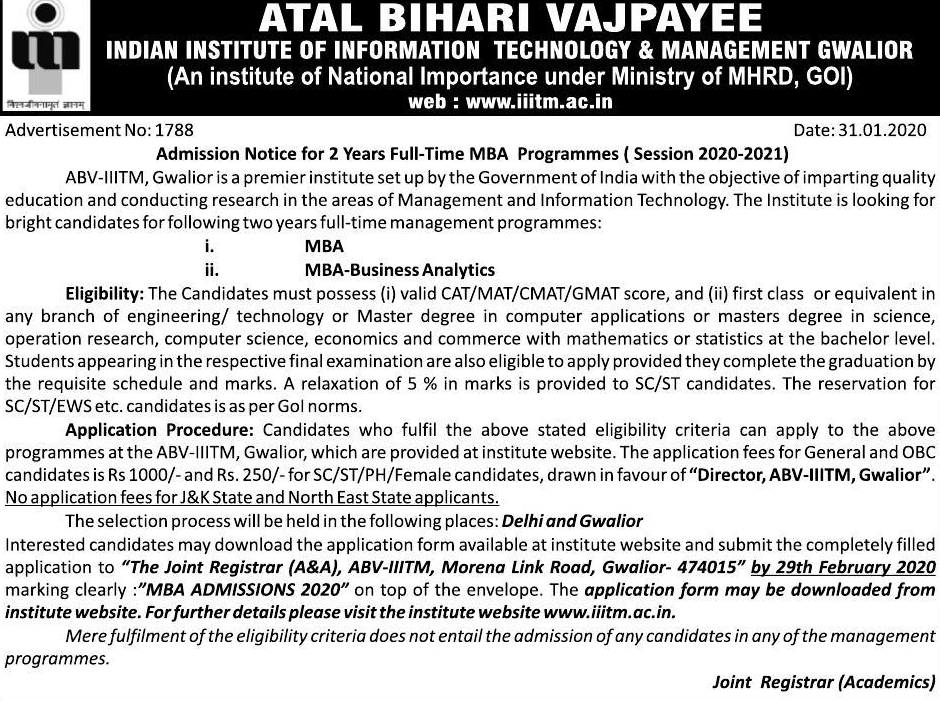 ATAL BIHARI VAJPAYEE
INDIAN INSTITUTE OF INFORMATION TECHNOLOGY & MANAGEMENT GWALIOR
(An institute of National Importance under Ministry of MHRD, GOI)
web : www.iiitm.ac.in
विश्वजीवनामृतं ज्ञानम्
Advertisement No: 1788 Date: 31.01.2020
Admission Notice for 2 Years Full-Time MBA Programmes ( Session 2020-2021)
ABV-IIITM, Gwalior is a premier institute set up by the Government of India with the objective of imparting quality
education and conducting research in the areas of Management and Information Technology. The Institute is looking for
bright candidates for following two years full-time management programmes:
i. MBA
ii. MBA-Business Analytics
Eligibility: The Candidates must possess (i) valid CAT/MAT/CMAT/GMAT score, and (ii) first class or equivalent in
any branch of engineering/ technology or Master degree in computer applications or masters degree in science,
operation research, computer science, economics and commerce with mathematics or statistics at the bachelor level.
Students appearing in the respective final examination are also eligible to apply provided they complete the graduation by
the requisite schedule and marks. A relaxation of 5 % in marks is provided to SC/ST candidates. The reservation for
SC/ST/EWS etc. candidates is as per GoI norms.
Application Procedure: Candidates who fulfil the above stated eligibility criteria can apply to the above
programmes at the ABV-IIITM, Gwalior, which are provided at institute website. The application fees for General and OBC
candidates is Rs 1000/- and Rs. 250/- for SC/ST/PH/Female candidates, drawn in favour of “Director, ABV-IIITM, Gwalior”.
No application fees for J&K State and North East State applicants.
The selection process will be held in the following places: Delhi and Gwalior
Interested candidates may download the application form available at institute website and submit the completely filled
application to “The Joint Registrar (A&A), ABV-IIITM, Morena Link Road, Gwalior- 474015” by 29th February 2020
marking clearly :”MBA ADMISSIONS 2020” on top of the envelope. The application form may be downloaded from
institute website. For further details please visit the institute website www.iiitm.ac.in.
Mere fulfilment of the eligibility criteria does not entail the admission of any candidates in any of the management
programmes.
Joint Registrar (Academics)